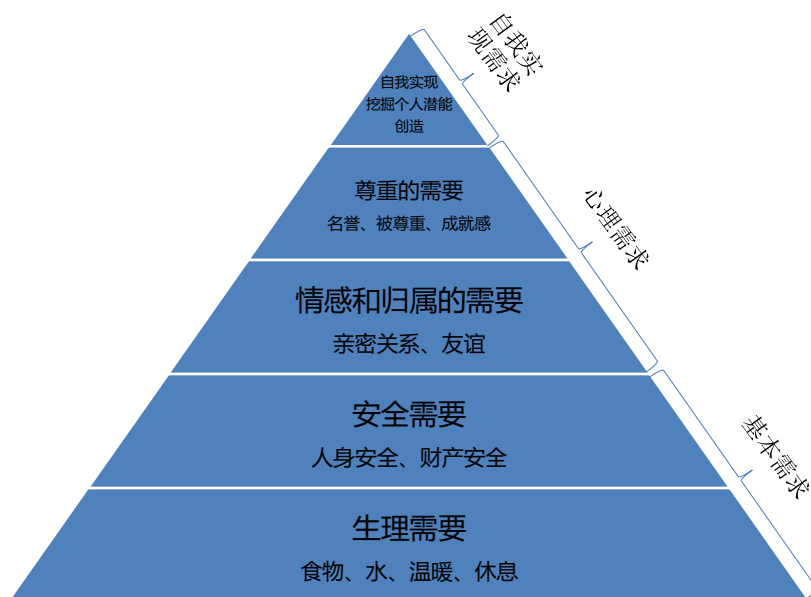 自我实
现需求
自我实现
挖掘个人潜能
创造
心理需求
尊重的需要
名誉、被尊重、成就感
情感和归属的需要
亲密关系、友谊
基本需求
安全需要
人身安全、财产安全
生理需要
食物、水、温暖、休息